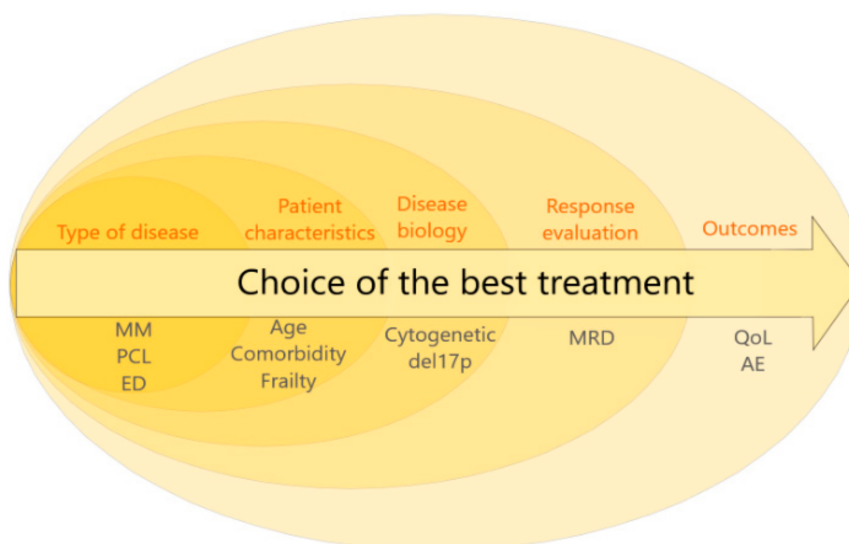 Type of disease
Patient
characteristics
Disease
biology
Response
evaluation
Outcomes
Choice of the best treatment
MM
PCL
ED
Age
Comorbidity
Frailty
Cytogenetic
del17p
MRD
QoL
AE